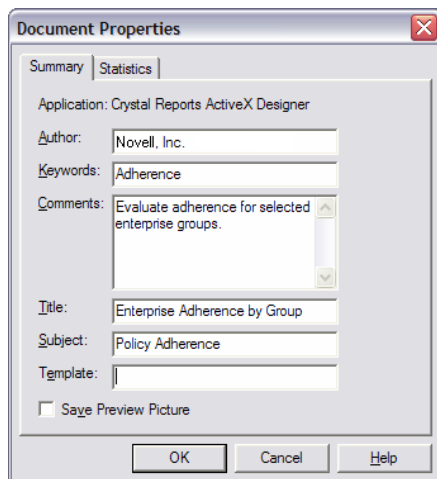 Document Properties
Summary Statistics
Application: Crystal Reports ActiveX Designer
Author: Novell, Inc.
Keywords: Adherence
Comments: Evaluate adherence for selected
enterprise groups.
Title: Enterprise Adherence by Group
Subject: Policy Adherence
Template:
Save Preview Picture
OK Cancel Help